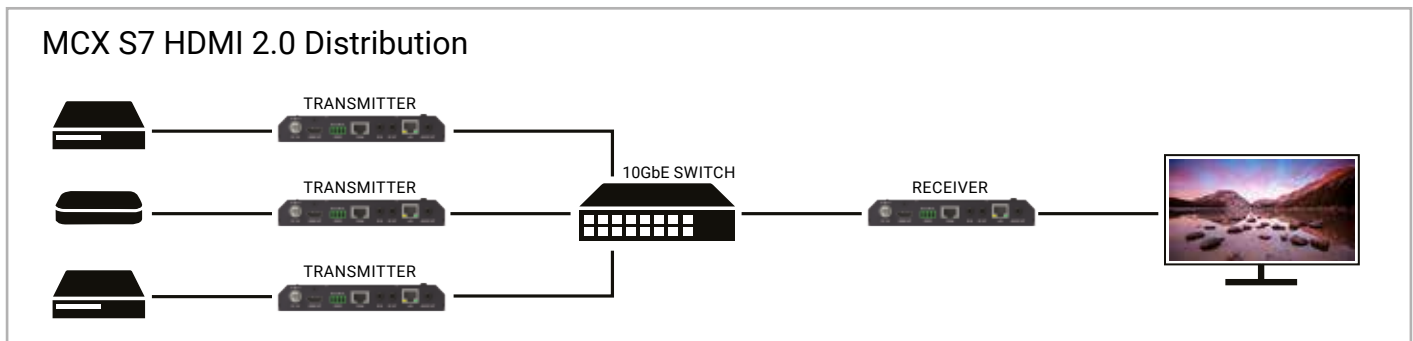 MCX S7 HDMI 2.0 Distribution
TRANSMITTER
10GbE SWITCH
TRANSMITTER
RECEIVER
TRANSMITTER